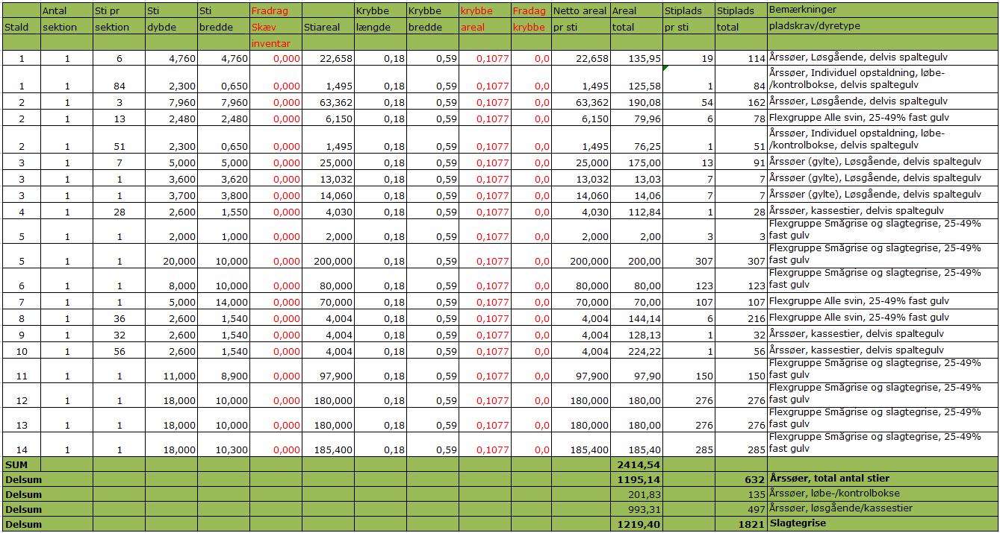 Antal Sti pr Sti Sti Fradrag Krybbe Krybbe krybbe Fradag Netto areal Areal Stiplads Stiplads Bemærkninger
Stald sektion sektion dybde bredde Skæv Stiareal længde bredde areal krybbe pr sti total pr sti total pladskrav/dyretype
inventar
1 1 6 4,760 4,760 0,000 22,658 0,18 0,59 0,1077 0,0 22,658 135,95 19 114 Årssøer, Løsgående, delvis spaltegulv
Årssøer, Individuel opstaldning, løbe-
1 1 84 2,300 0,650 0,000 1,495 0,18 0,59 0,1077 0,0 1,495 125,58 1 84 /kontrolbokse, delvis spaltegulv
2 1 3 7,960 7,960 0,000 63,362 0,18 0,59 0,1077 0,0 63,362 190,08 54 162 Årssøer, Løsgående, delvis spaltegulv
2 1 13 2,480 2,480 0,000 6,150 0,18 0,59 0,1077 0,0 6,150 79,96 6 78 Flexgruppe Alle svin, 25-49% fast gulv
Årssøer, Individuel opstaldning, løbe-
2 1 51 2,300 0,650 0,000 1,495 0,18 0,59 0,1077 0,0 1,495 76,25 1 51 /kontrolbokse, delvis spaltegulv
3 1 7 5,000 5,000 0,000 25,000 0,18 0,59 0,1077 0,0 25,000 175,00 13 91 Årssøer (gylte), Løsgående, delvis spaltegulv
3 1 1 3,600 3,620 0,000 13,032 0,18 0,59 0,1077 0,0 13,032 13,03 7 7 Årssøer (gylte), Løsgående, delvis spaltegulv
3 1 1 3,700 3,800 0,000 14,060 0,18 0,59 0,1077 0,0 14,060 14,06 7 7 Årssøer (gylte), Løsgående, delvis spaltegulv
4 1 28 2,600 1,550 0,000 4,030 0,18 0,59 0,1077 0,0 4,030 112,84 1 28 Årssøer, kassestier, delvis spaltegulv
Flexgruppe Smågrise og slagtegrise, 25-49%
5 1 1 2,000 1,000 0,000 2,000 0,18 0,59 0,1077 0,0 2,000 2,00 3 3 fast gulv
Flexgruppe Smågrise og slagtegrise, 25-49%
5 1 1 20,000 10,000 0,000 200,000 0,18 0,59 0,1077 0,0 200,000 200,00 307 307 fast gulv
Flexgruppe Smågrise og slagtegrise, 25-49%
6 1 1 8,000 10,000 0,000 80,000 0,18 0,59 0,1077 0,0 80,000 80,00 123 123 fast gulv
7 1 1 5,000 14,000 0,000 70,000 0,18 0,59 0,1077 0,0 70,000 70,00 107 107 Flexgruppe Alle svin, 25-49% fast gulv
8 1 36 2,600 1,540 0,000 4,004 0,18 0,59 0,1077 0,0 4,004 144,14 6 216 Flexgruppe Alle svin, 25-49% fast gulv
9 1 32 2,600 1,540 0,000 4,004 0,18 0,59 0,1077 0,0 4,004 128,13 1 32 Årssøer, kassestier, delvis spaltegulv
10 1 56 2,600 1,540 0,000 4,004 0,18 0,59 0,1077 0,0 4,004 224,22 1 56 Årssøer, kassestier, delvis spaltegulv
Flexgruppe Smågrise og slagtegrise, 25-49%
11 1 1 11,000 8,900 0,000 97,900 0,18 0,59 0,1077 0,0 97,900 97,90 150 150 fast gulv
Flexgruppe Smågrise og slagtegrise, 25-49%
12 1 1 18,000 10,000 0,000 180,000 0,18 0,59 0,1077 0,0 180,000 180,00 276 276 fast gulv
Flexgruppe Smågrise og slagtegrise, 25-49%
13 1 1 18,000 10,000 0,000 180,000 0,18 0,59 0,1077 0,0 180,000 180,00 276 276 fast gulv
Flexgruppe Smågrise og slagtegrise, 25-49%
14 1 1 18,000 10,300 0,000 185,400 0,18 0,59 0,1077 0,0 185,400 185,40 285 285 fast gulv
SUM 2414,54
Delsum 1195,14 632 Årssøer, total antal stier
Delsum 201,83 135 Årssøer, løbe-/kontrolbokse
Delsum 993,31 497 Årssøer, løsgående/kassestier
Delsum 1219,40 1821 Slagtegrise